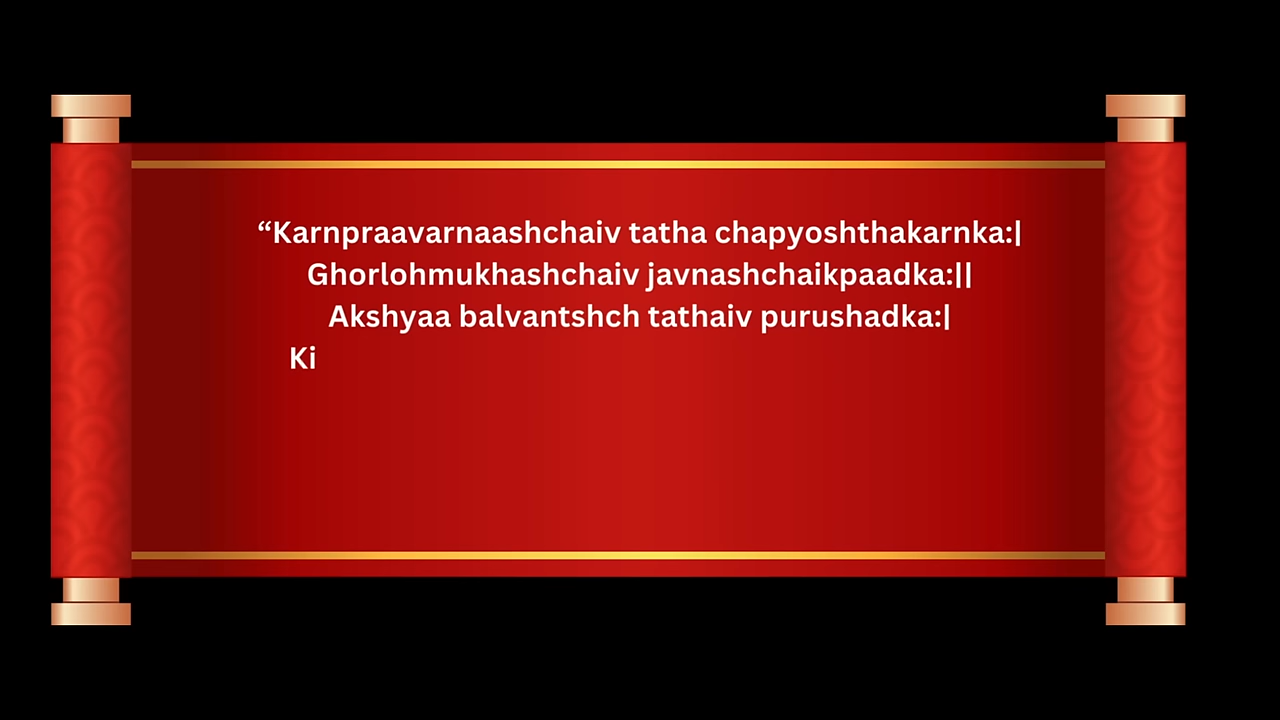 “Karnpraavarnaashchaiv tatha chapyoshthakarnka:|
Ghorlohmukhashchaiv javnashchaikpaadka:||
Akshyaa balvantshch tathaiv purushadka:|
Ki